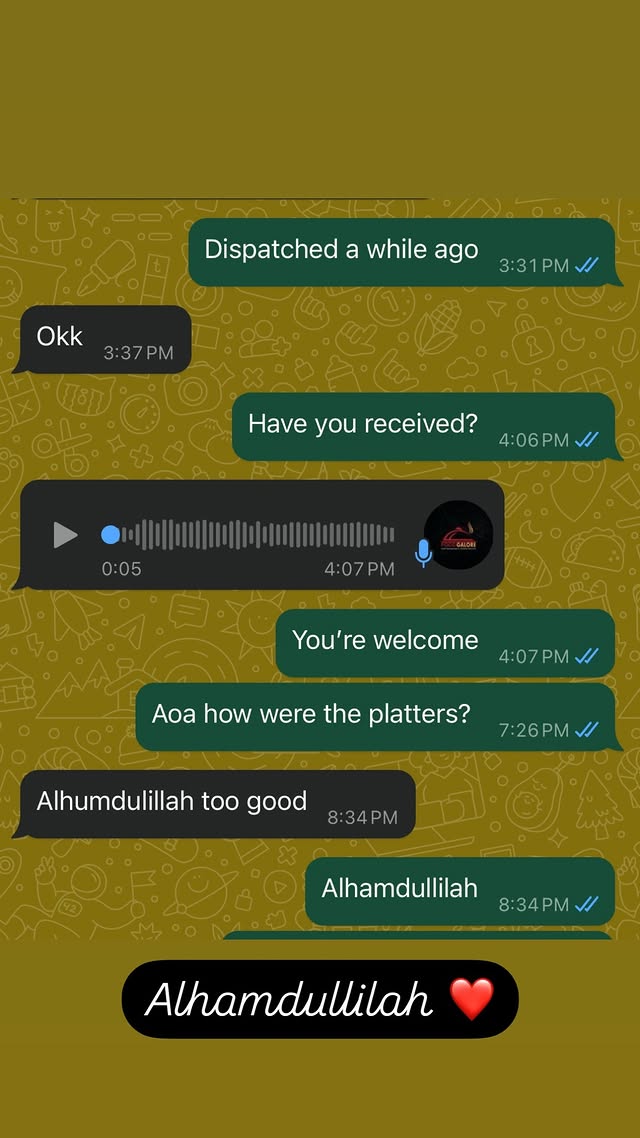 Dispatched a while ago 3:31 PM
Okk 3:37 PM
Have you received? 4:06 PM
GALORE
0:05 4:07 PM
You're welcome 4:07 PM
Aoa how were the platters? 7:26 PM
Alhumdulillah too good 8:34 PM
Alhamdullilah 8:34 PM
Alhamdullilah ❤️